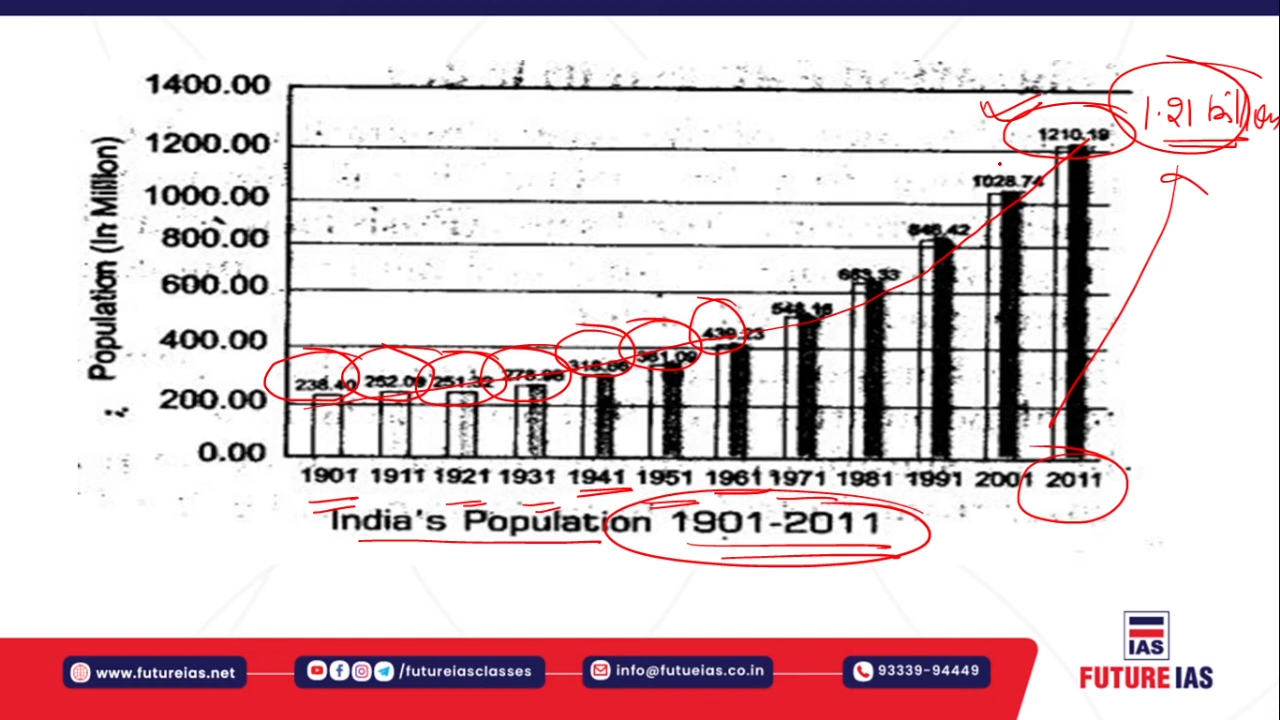 1400.00
1200.00
1000.00
800.00
600.00
400.00
200.00
0.00
Population (In Million)
238.40
252.09
251.32
278.98
318.66
361.09
439.23
548.16
683.33
846.42
1028.74
1210.19
1.21 billion
1901 1911 1921 1931 1941 1951 1961 1971 1981 1991 2001 2011
India's Population 1901-2011
www.futureias.net
/futureiasclasses
info@futueias.co.in
93339-94449
IAS
FUTURE IAS